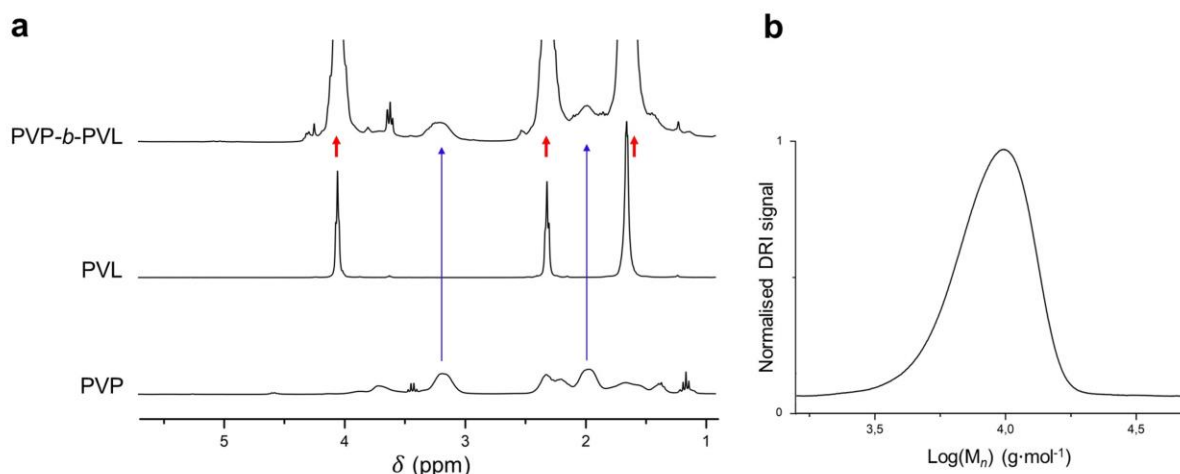 a
PVP-b-PVL
PVL
PVP
5 4 3 2 1
δ (ppm)
b
Normalised DRI signal
1
0
3,5 4,0 4,5
Log(Mn) (g·mol-1)